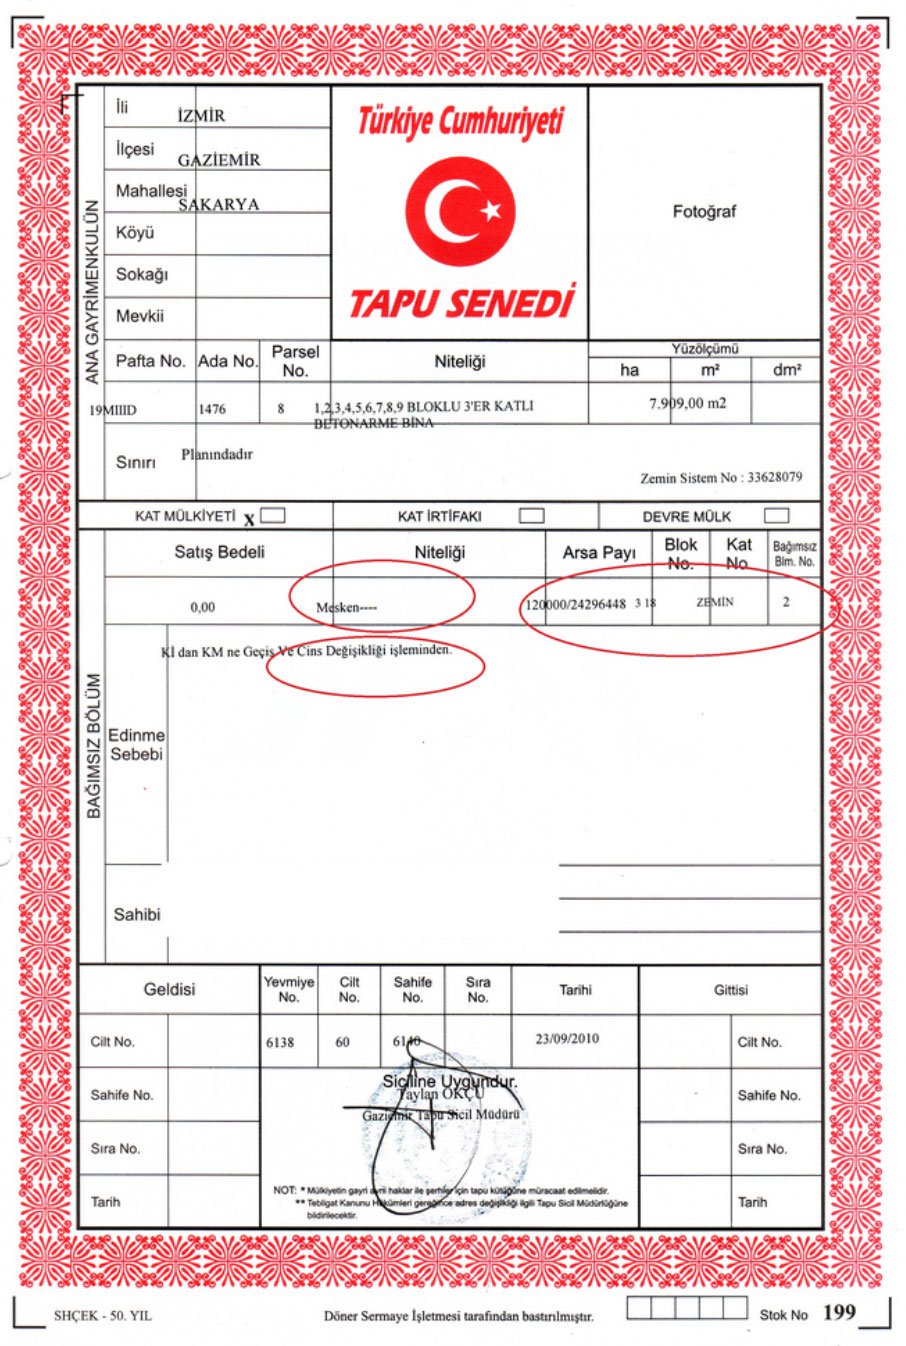 İli İZMİR
İlçesi GAZİEMİR
Mahallesi SAKARYA
Köyü
Sokağı
Mevkii
ANA GAYRİMENKULÜN
Türkiye Cumhuriyeti
TAPU SENEDİ
Fotoğraf
Pafta No. Ada No. Parsel No. Niteliği Yüzölçümü
ha m² dm²
19MIIID 1476 8 1,2,3,4,5,6,7,8,9 BLOKLU 3'ER KATLI 7.909,00 m2
BETONARME BİNA
Sınırı Planındadır
Zemin Sistem No : 33628079
KAT MÜLKİYETİ X KAT İRTİFAKI DEVRE MÜLK
Satış Bedeli Niteliği Arsa Payı Blok No. Kat No. Bağımsız Blm. No.
0,00 Mesken---- 120000/24296448 3 18 ZEMİN 2
BAĞIMSIZ BÖLÜM
Kİ dan KM ne Geçiş Ve Cins Değişikliği işleminden.
Edinme
Sebebi
Sahibi
Geldisi Yevmiye No. Cilt No. Sahife No. Sıra No. Tarihi Gittisi
Cilt No. 6138 60 6140 23/09/2010 Cilt No.
Sahife No. Sahife No.
Sıra No. Sıra No.
Tarih Tarih
Siciline Uygundur.
Taylan OKÇU
Gaziemir Tapu Sicil Müdürü
NOT: * Mülkiyetin gayri ayni haklar ile şerhler için tapu kütüğüne müracaat edilmelidir.
** Tebligat Kanunu Hükümleri gereğince adres değişikliği ilgili Tapu Sicil Müdürlüğüne
bildirilecektir.
SHÇEK - 50. YIL Döner Sermaye İşletmesi tarafından bastırılmıştır. Stok No 199